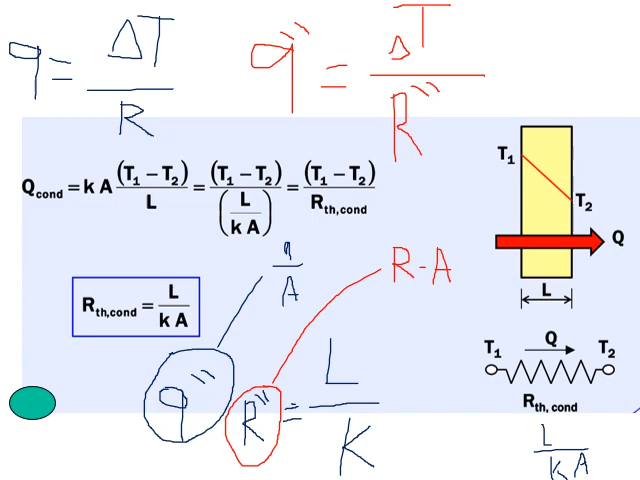 q = ΔT / R
q'' = ΔT / R''
Q_cond = k A (T₁ − T₂) / L = (T₁ − T₂) / (L / k A) = (T₁ − T₂) / R_th,cond
T₁
T₂
Q
L
q / A
R - A
R_th,cond = L / k A
q''
R'' = L / K
T₁ Q T₂
R_th,cond
L / k A